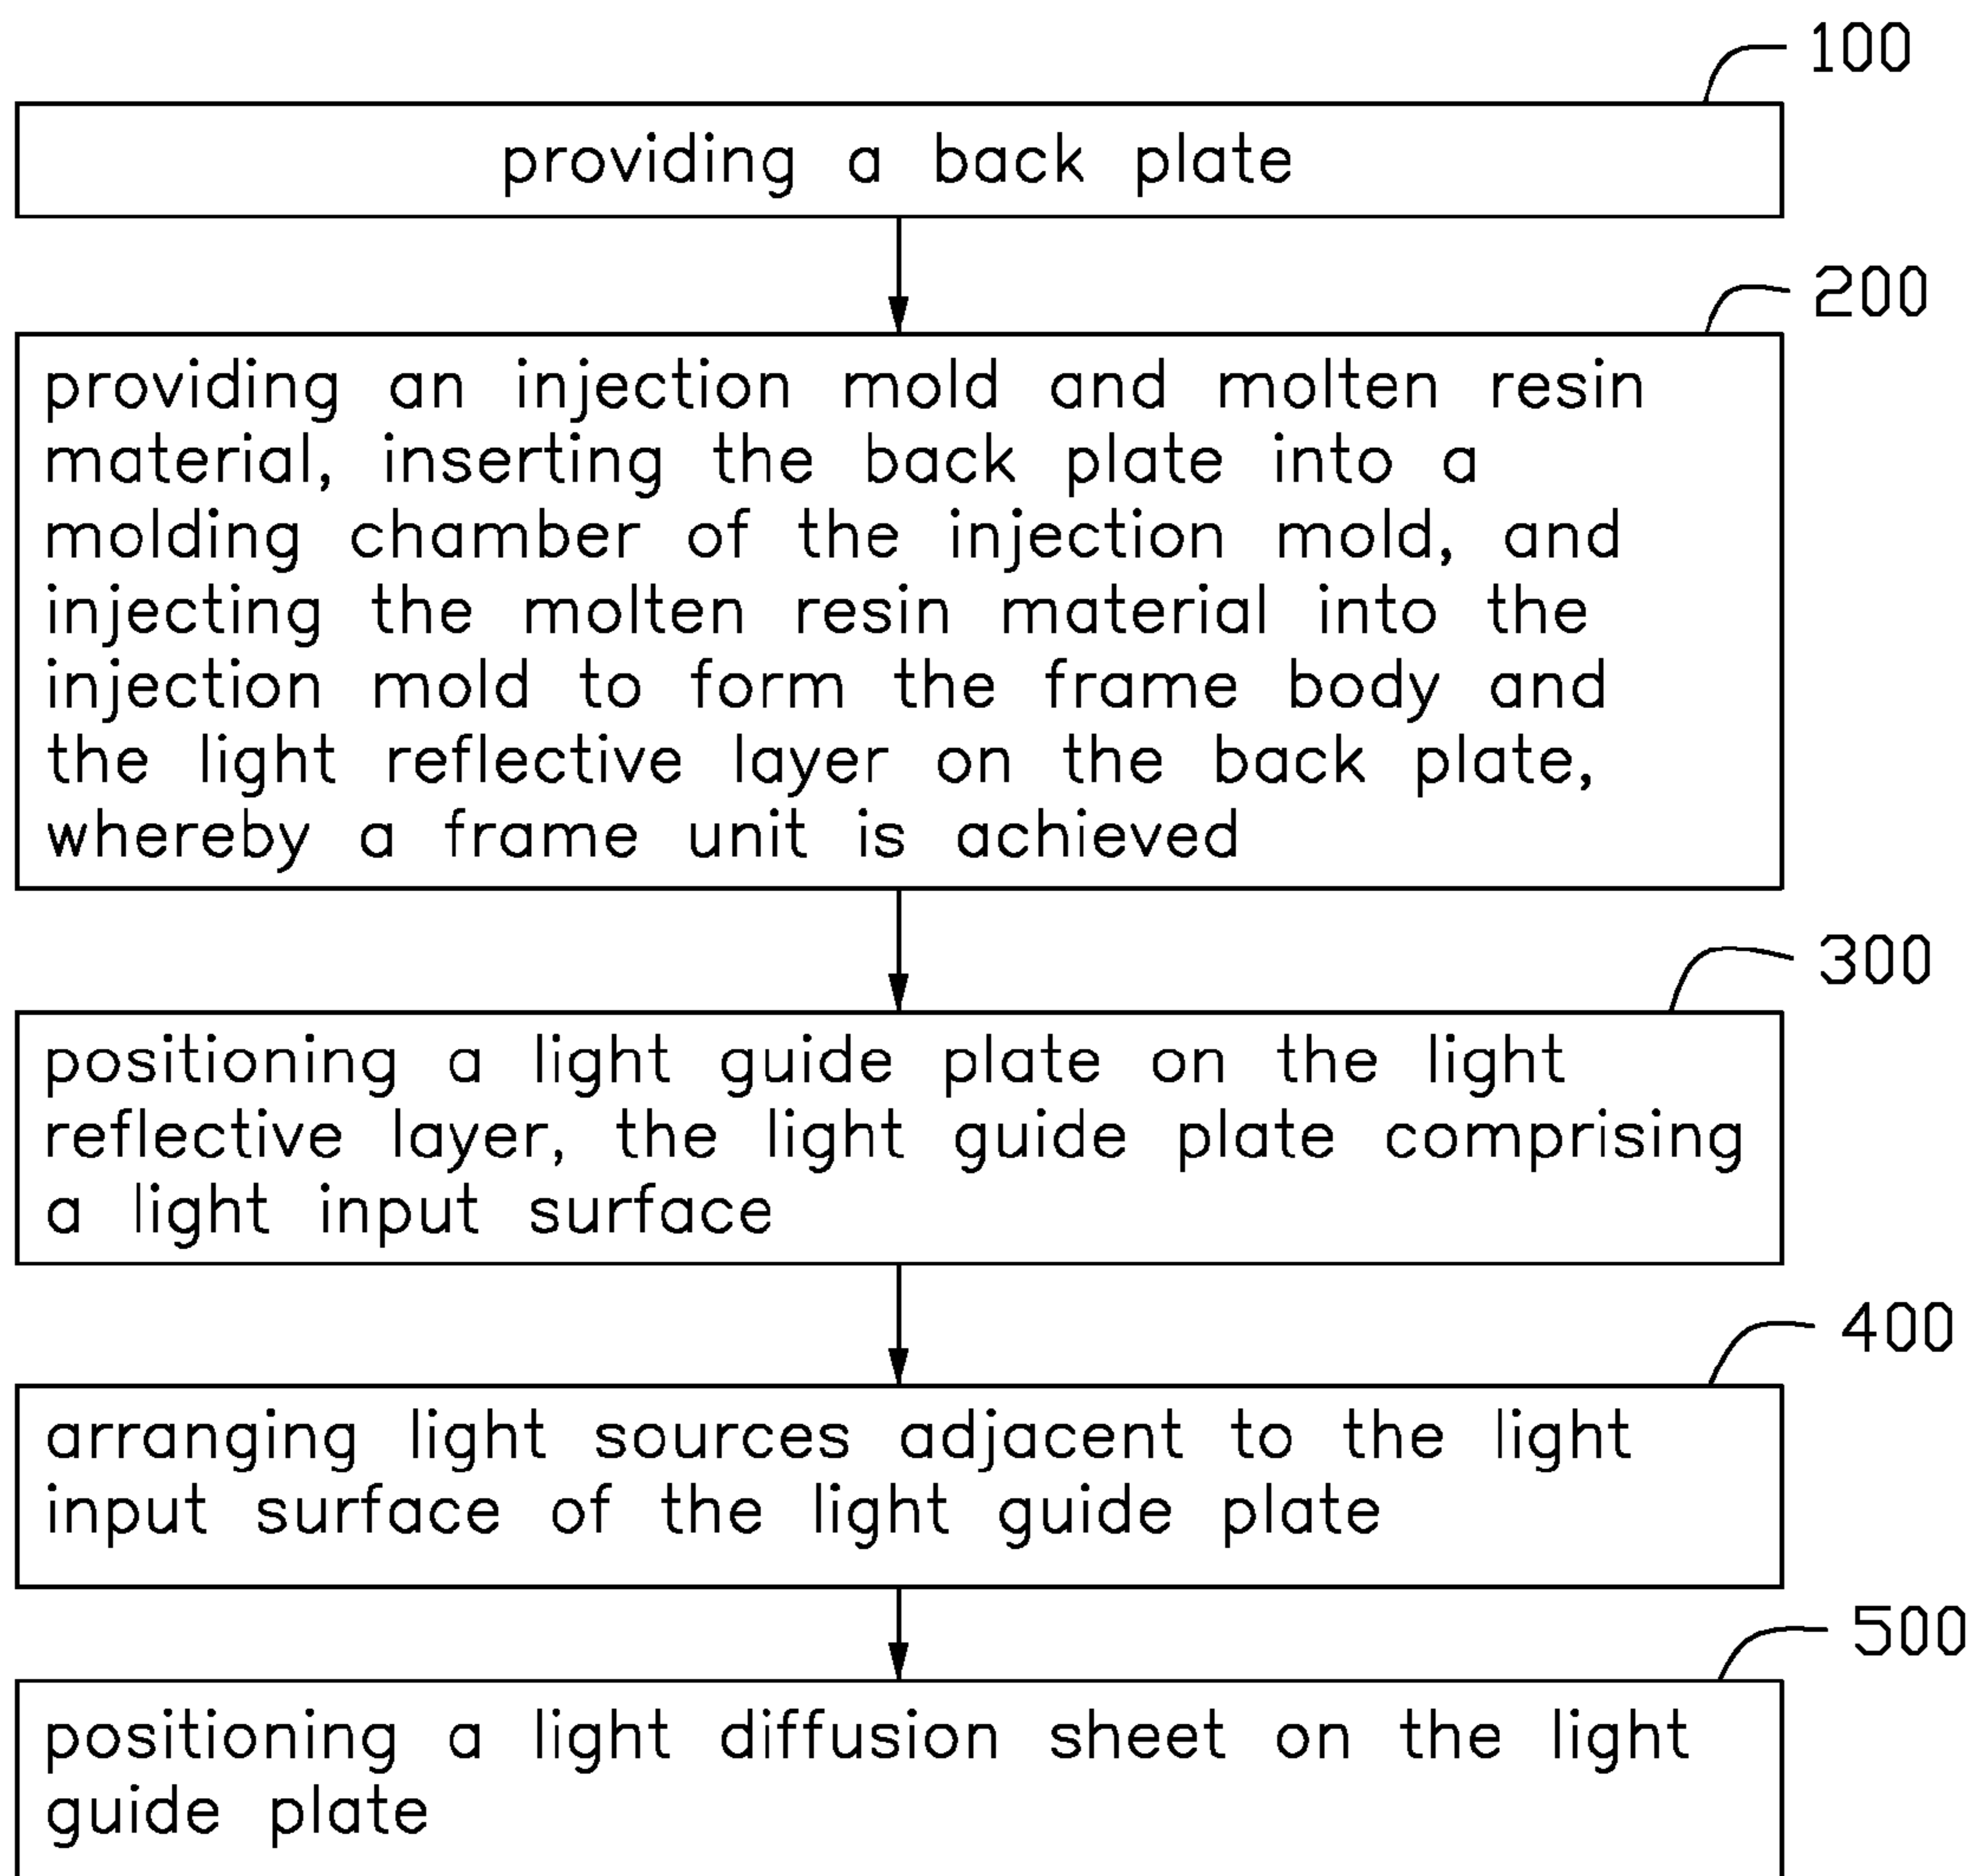 100
providing a back plate
200
providing an injection mold and molten resin
material, inserting the back plate into a
molding chamber of the injection mold, and
injecting the molten resin material into the
injection mold to form the frame body and
the light reflective layer on the back plate,
whereby a frame unit is achieved
300
positioning a light guide plate on the light
reflective layer, the light guide plate comprising
a light input surface
400
arranging light sources adjacent to the light
input surface of the light guide plate
500
positioning a light diffusion sheet on the light
guide plate